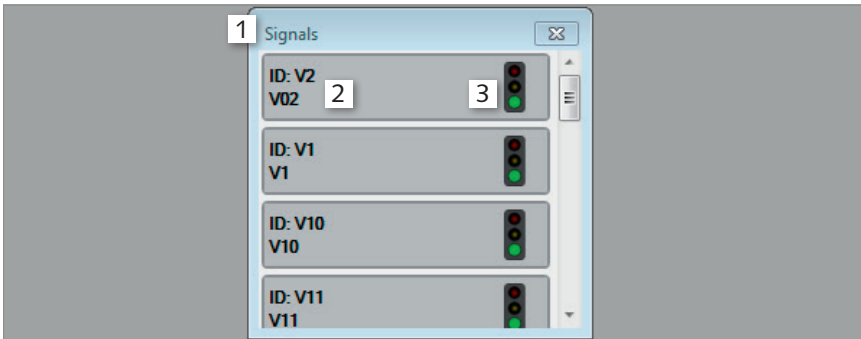 1 Signals
ID: V2
V02 2 3
ID: V1
V1
ID: V10
V10
ID: V11
V11